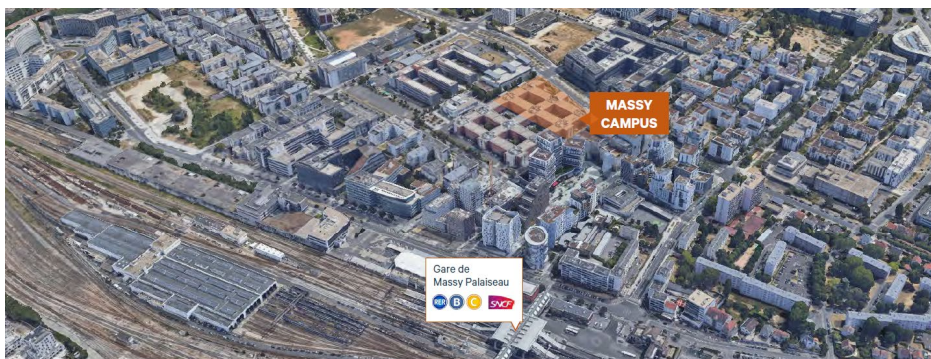 MASSY
CAMPUS
Gare de
Massy Palaiseau
RER B C SNCF